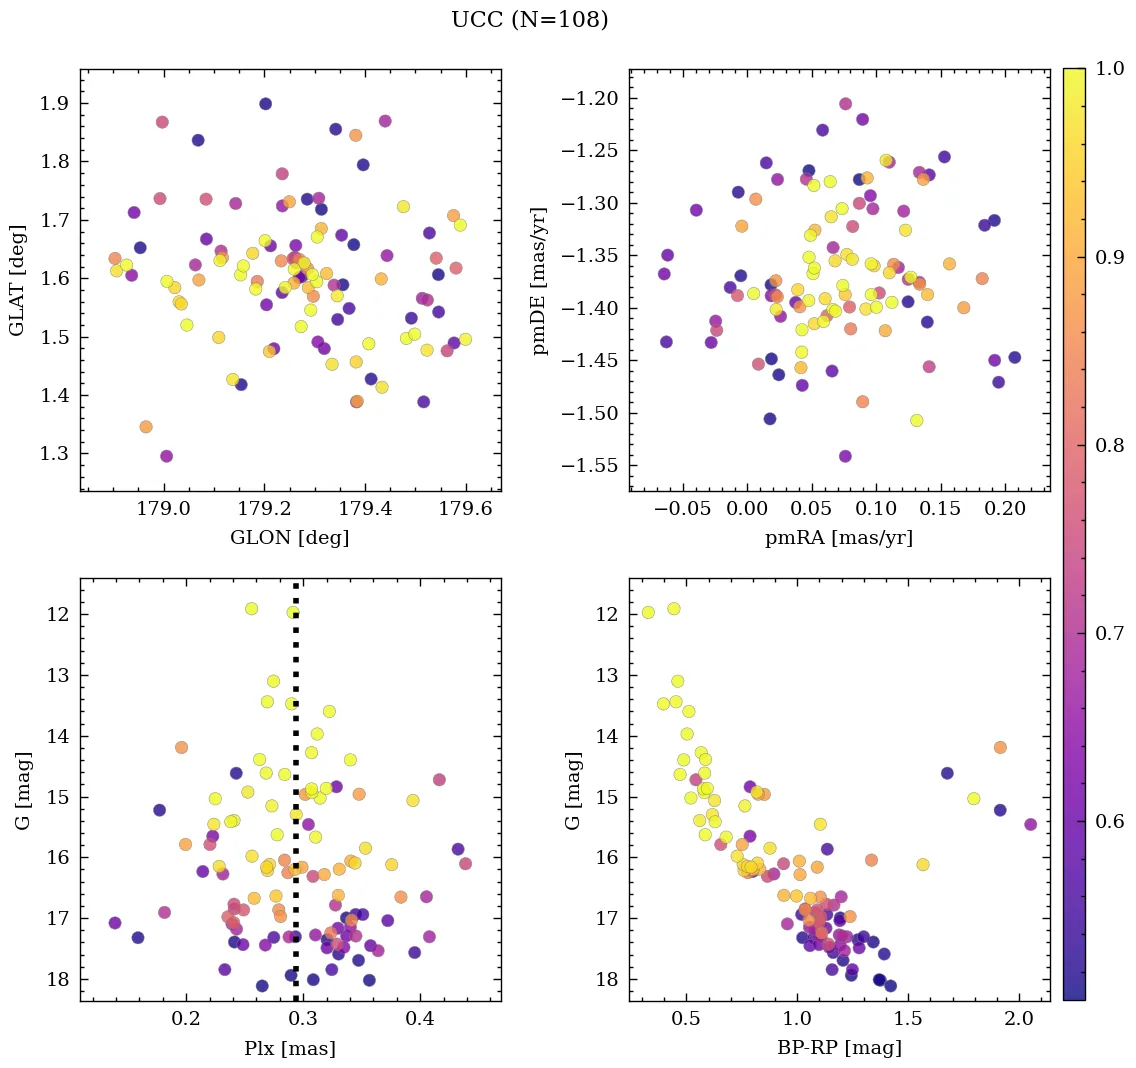 UCC (N=108)
1.9
1.8
1.7
1.6
1.5
1.4
1.3
GLAT [deg]
179.0 179.2 179.4 179.6
GLON [deg]
−1.20
−1.25
−1.30
−1.35
−1.40
−1.45
−1.50
−1.55
pmDE [mas/yr]
−0.05 0.00 0.05 0.10 0.15 0.20
pmRA [mas/yr]
1.0
0.9
0.8
0.7
0.6
12
13
14
15
16
17
18
G [mag]
0.2 0.3 0.4
Plx [mas]
12
13
14
15
16
17
18
G [mag]
0.5 1.0 1.5 2.0
BP-RP [mag]